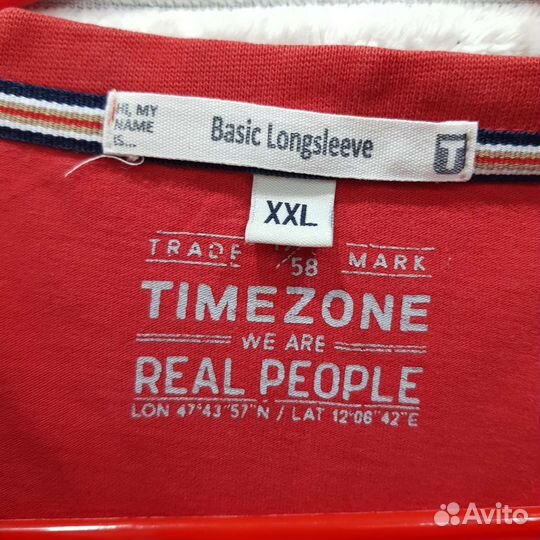 HI, MY
NAME
IS...
Basic Longsleeve
T
XXL
TRADE MARK
58
TIMEZONE
WE ARE
REAL PEOPLE
LON 47°43'57"N / LAT 12°06'42"E
Avito